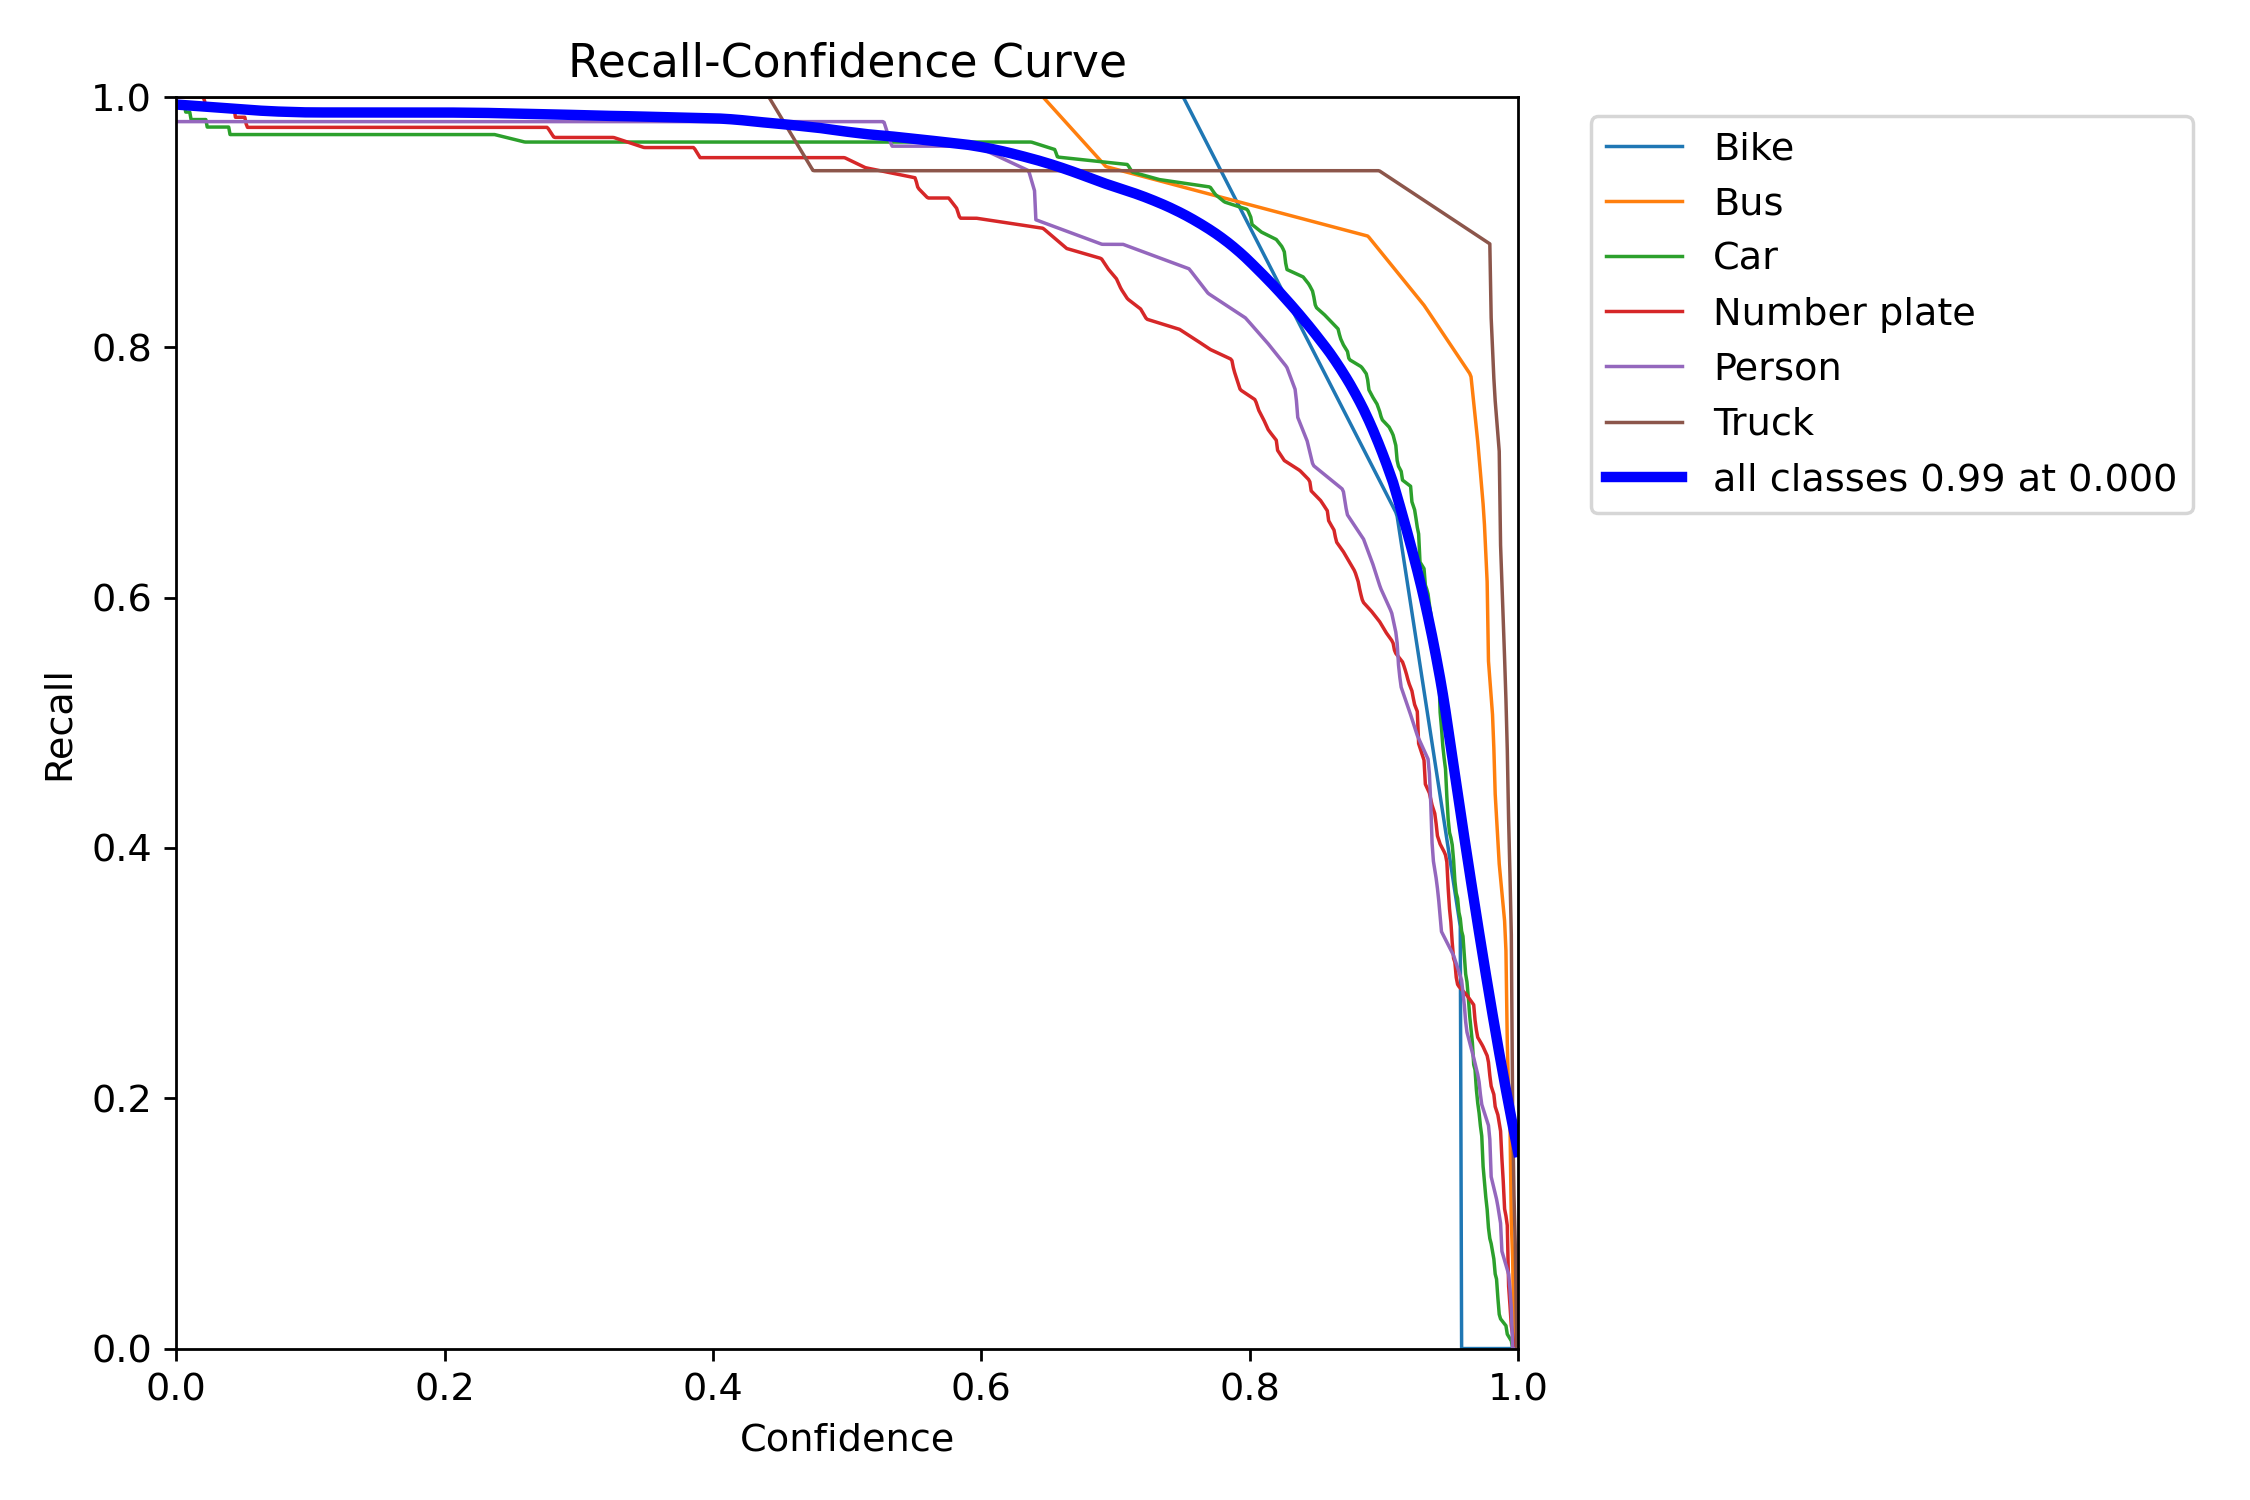 Recall-Confidence Curve
1.0
0.8
0.6
0.4
0.2
0.0
Recall
0.0 0.2 0.4 0.6 0.8 1.0
Confidence
Bike
Bus
Car
Number plate
Person
Truck
all classes 0.99 at 0.000